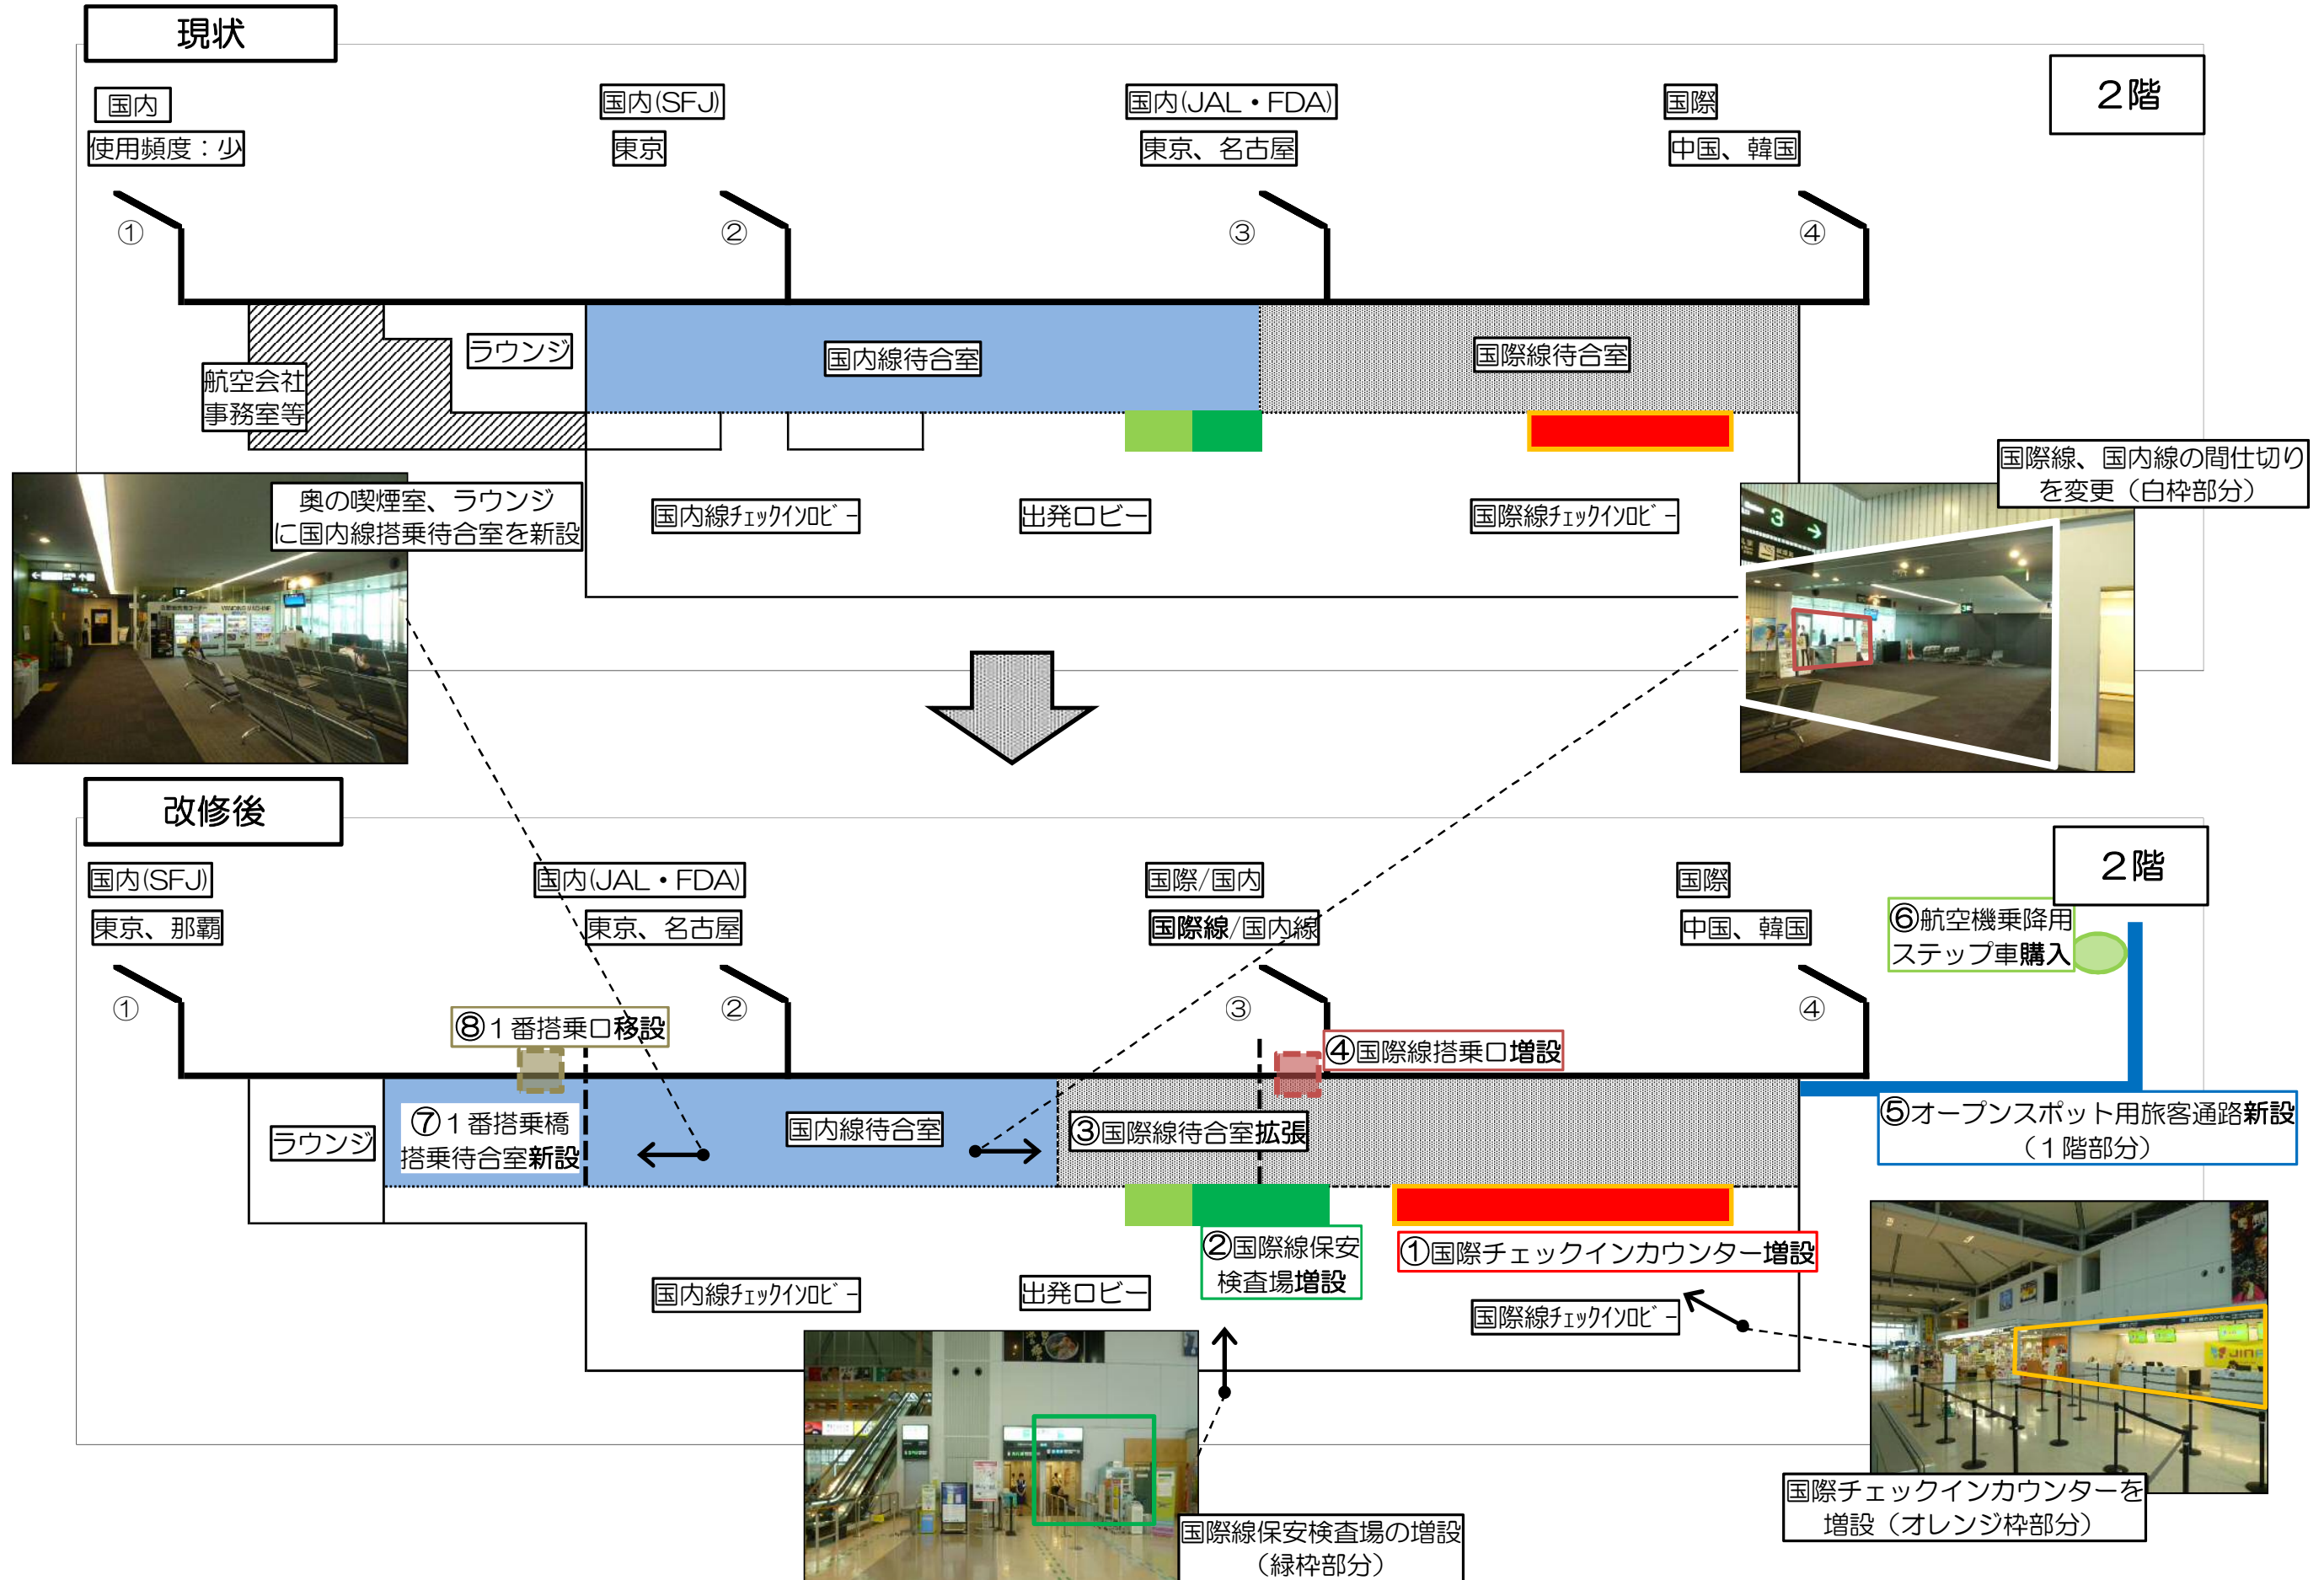 現状
2階
国内
使用頻度：少
国内(SFJ)
東京
国内(JAL・FDA)
東京、名古屋
国際
中国、韓国
①
②
③
④
ラウンジ
国内線待合室
国際線待合室
航空会社
事務室等
国内線ﾁｪｯｸｲﾝﾛﾋﾞｰ
出発ロビー
国際線ﾁｪｯｸｲﾝﾛﾋﾞｰ
奥の喫煙室、ラウンジ
に国内線搭乗待合室を新設
国際線、国内線の間仕切り
を変更（白枠部分）
3 →
改修後
2階
国内(SFJ)
東京、那覇
国内(JAL・FDA)
東京、名古屋
国際/国内
国際線/国内線
国際
中国、韓国
⑥航空機乗降用
ステップ車購入
①
②
③
④
⑧１番搭乗口移設
④国際線搭乗口増設
ラウンジ
⑦１番搭乗橋
搭乗待合室新設
国内線待合室
③国際線待合室拡張
⑤オープンスポット用旅客通路新設
（１階部分）
②国際線保安
検査場増設
①国際チェックインカウンター増設
国内線ﾁｪｯｸｲﾝﾛﾋﾞｰ
出発ロビー
国際線ﾁｪｯｸｲﾝﾛﾋﾞｰ
国際線保安検査場の増設
（緑枠部分）
国際チェックインカウンターを
増設（オレンジ枠部分）